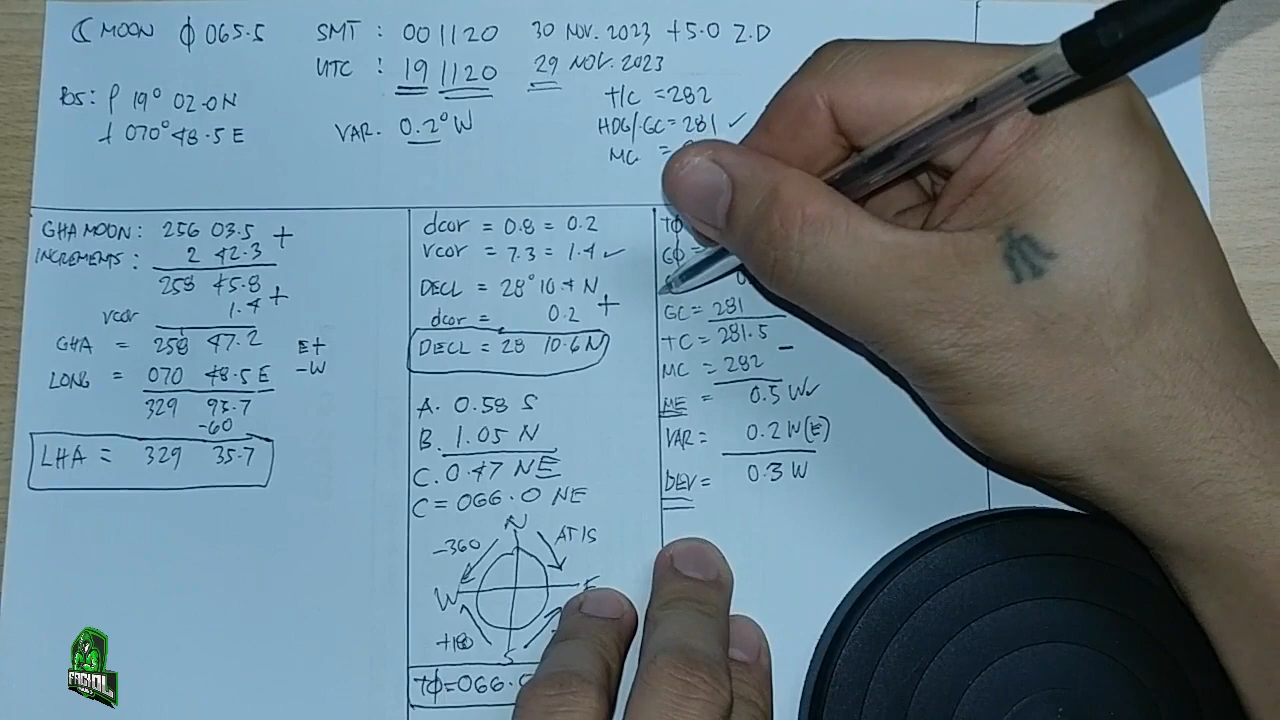 ☾ MOON ϕ 065.5
SMT : 001120 30 NOV. 2023 +5.0 Z.D
UTC : 19 1120 29 NOV. 2023
POS: φ 19° 02.0N
λ 070° 48.5 E
VAR. 0.2° W
T/C = 282
HDG/.GC = 281 ✓
MC =
GHA MOON: 256 03.5 +
INCREMENTS: 2 42.3
258 45.8
vcor 1.4 +
GHA = 258 47.2
LONG = 070 48.5 E
E+
-W
329 95.7
-60
LHA = 329 35.7
dcor = 0.8 = 0.2
vcor = 7.3 = 1.4 ✓
DECL = 28° 10.4 N
dcor = 0.2 +
DECL = 28 10.6 N
A. 0.58 S
B. 1.05 N
C. 0.47 NE
C = 066.0 NE
N
-360
W
+180
S
E
Tϕ = 066.
Tϕ
Cϕ =
GC = 281
TC = 281.5
MC = 282 -
ME = 0.5 W ✓
VAR = 0.2 W (E)
DEV = 0.3 W